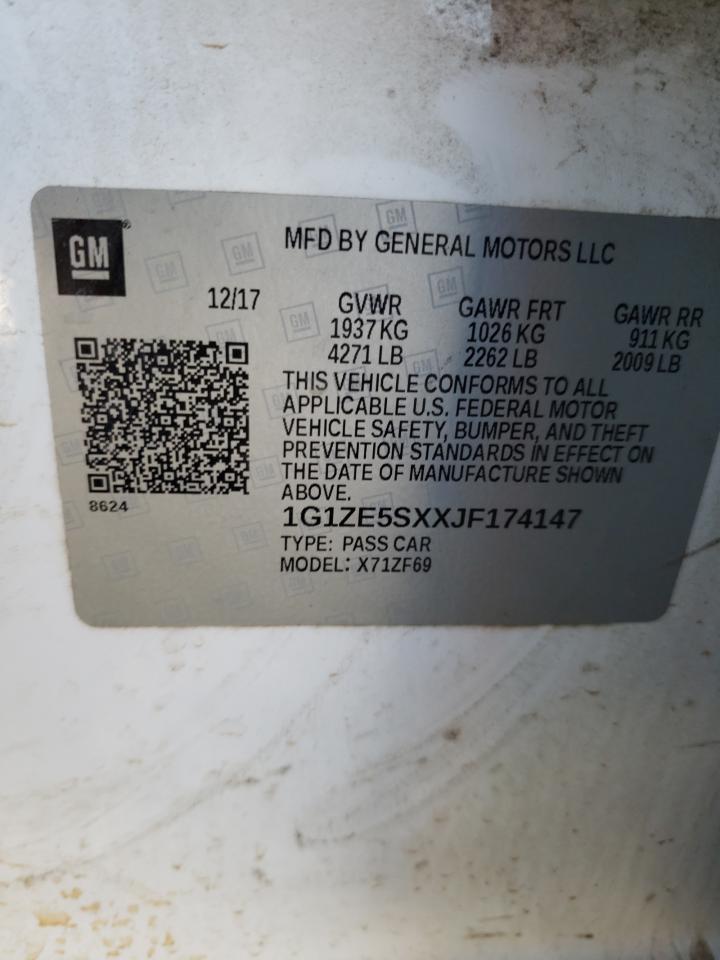 GM
MFD BY GENERAL MOTORS LLC
12/17 GVWR GAWR FRT GAWR RR
1937 KG 1026 KG 911 KG
4271 LB 2262 LB 2009 LB
THIS VEHICLE CONFORMS TO ALL
APPLICABLE U.S. FEDERAL MOTOR
VEHICLE SAFETY, BUMPER, AND THEFT
PREVENTION STANDARDS IN EFFECT ON
THE DATE OF MANUFACTURE SHOWN
ABOVE.
8624
1G1ZE5SXXJF174147
TYPE: PASS CAR
MODEL: X71ZF69